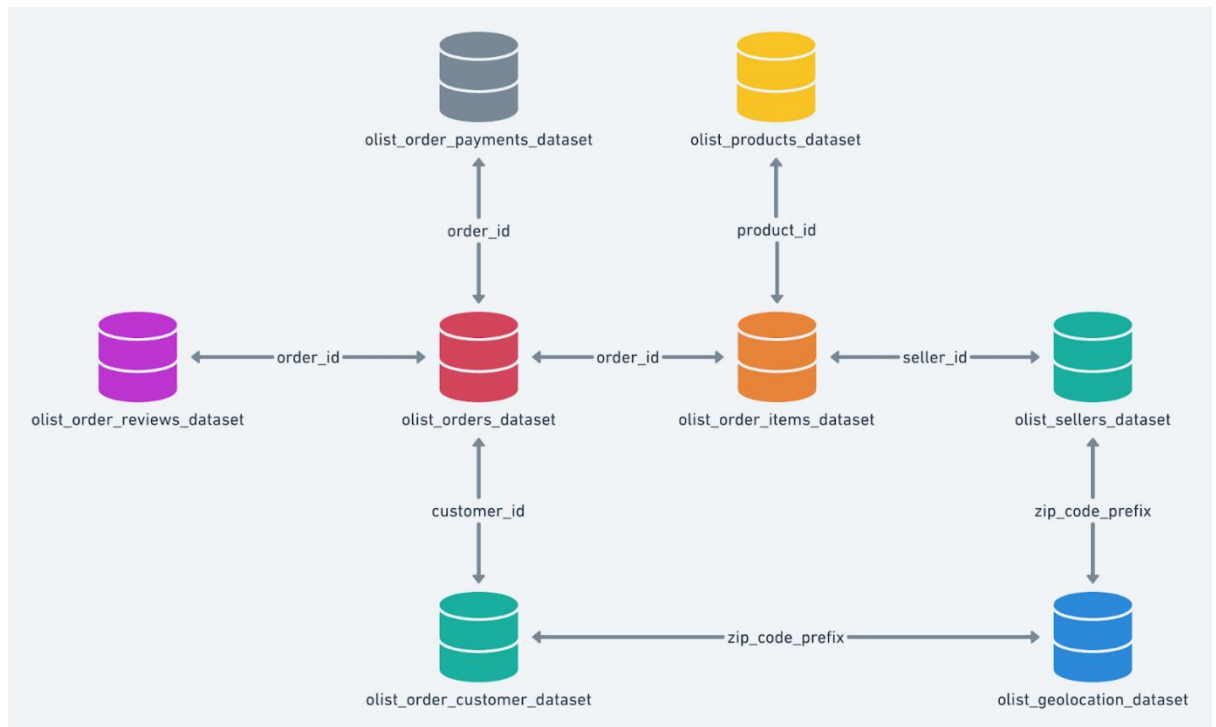 olist_order_payments_dataset
olist_products_dataset
order_id
product_id
order_id
order_id
seller_id
olist_order_reviews_dataset
olist_orders_dataset
olist_order_items_dataset
olist_sellers_dataset
customer_id
zip_code_prefix
zip_code_prefix
olist_order_customer_dataset
olist_geolocation_dataset